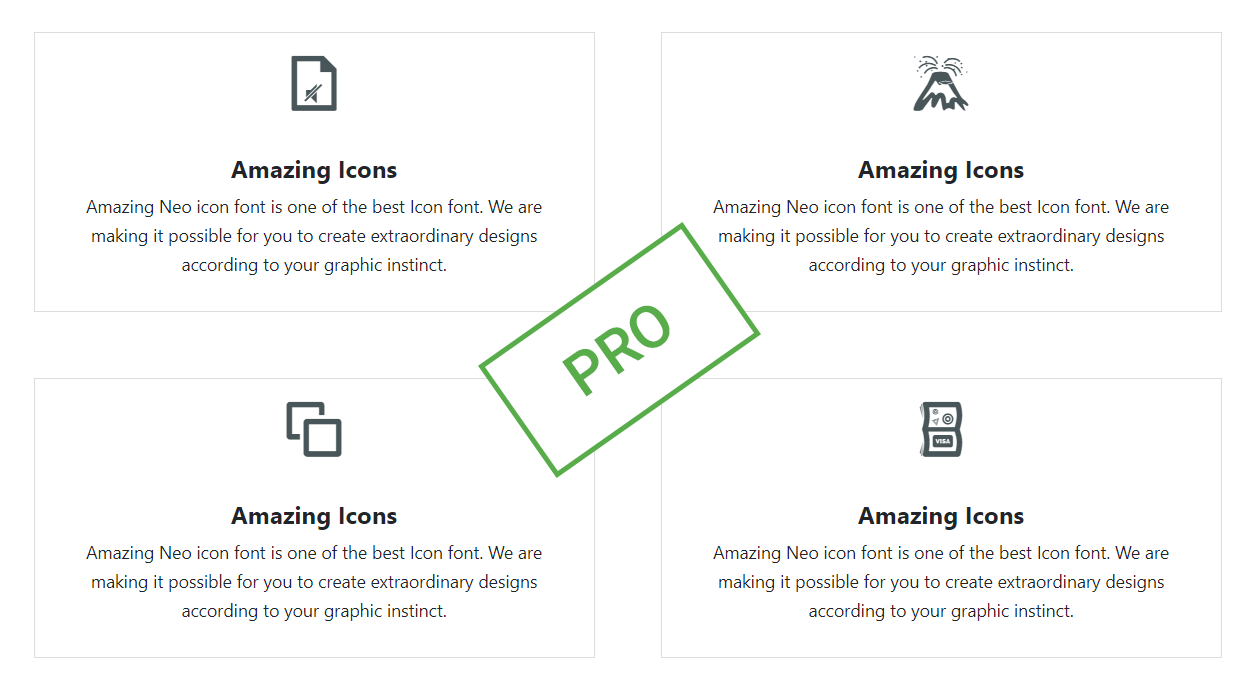 Amazing Icons
Amazing Neo icon font is one of the best Icon font. We are
making it possible for you to create extraordinary designs
according to your graphic instinct.
Amazing Icons
Amazing Neo icon font is one of the best Icon font. We are
making it possible for you to create extraordinary designs
according to your graphic instinct.
PRO
Amazing Icons
Amazing Neo icon font is one of the best Icon font. We are
making it possible for you to create extraordinary designs
according to your graphic instinct.
VISA
Amazing Icons
Amazing Neo icon font is one of the best Icon font. We are
making it possible for you to create extraordinary designs
according to your graphic instinct.